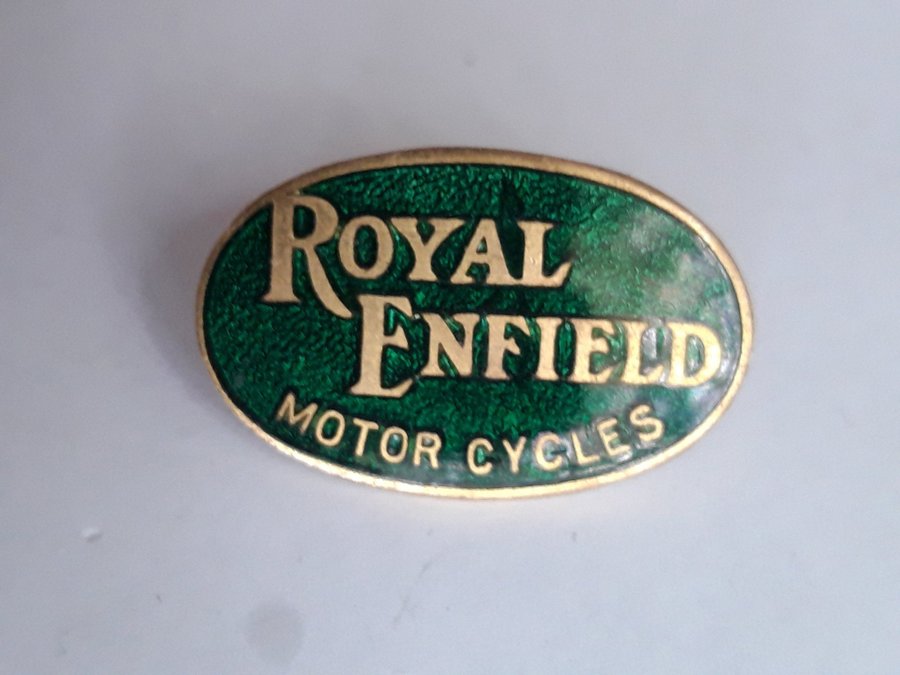 ROYAL
ENFIELD
MOTOR CYCLES